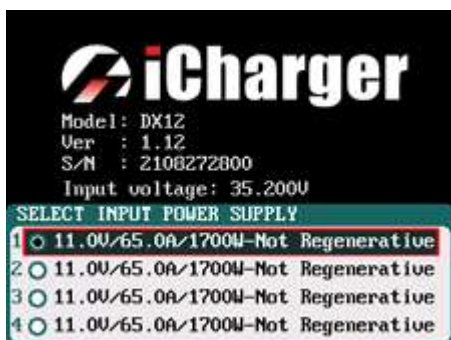 iCharger
Model: DX12
Ver : 1.12
S/N : 2108272800
Input voltage: 35.200V
SELECT INPUT POWER SUPPLY
1 11.0V/65.0A/1700W-Not Regenerative
2 11.0V/65.0A/1700W-Not Regenerative
3 11.0V/65.0A/1700W-Not Regenerative
4 11.0V/65.0A/1700W-Not Regenerative